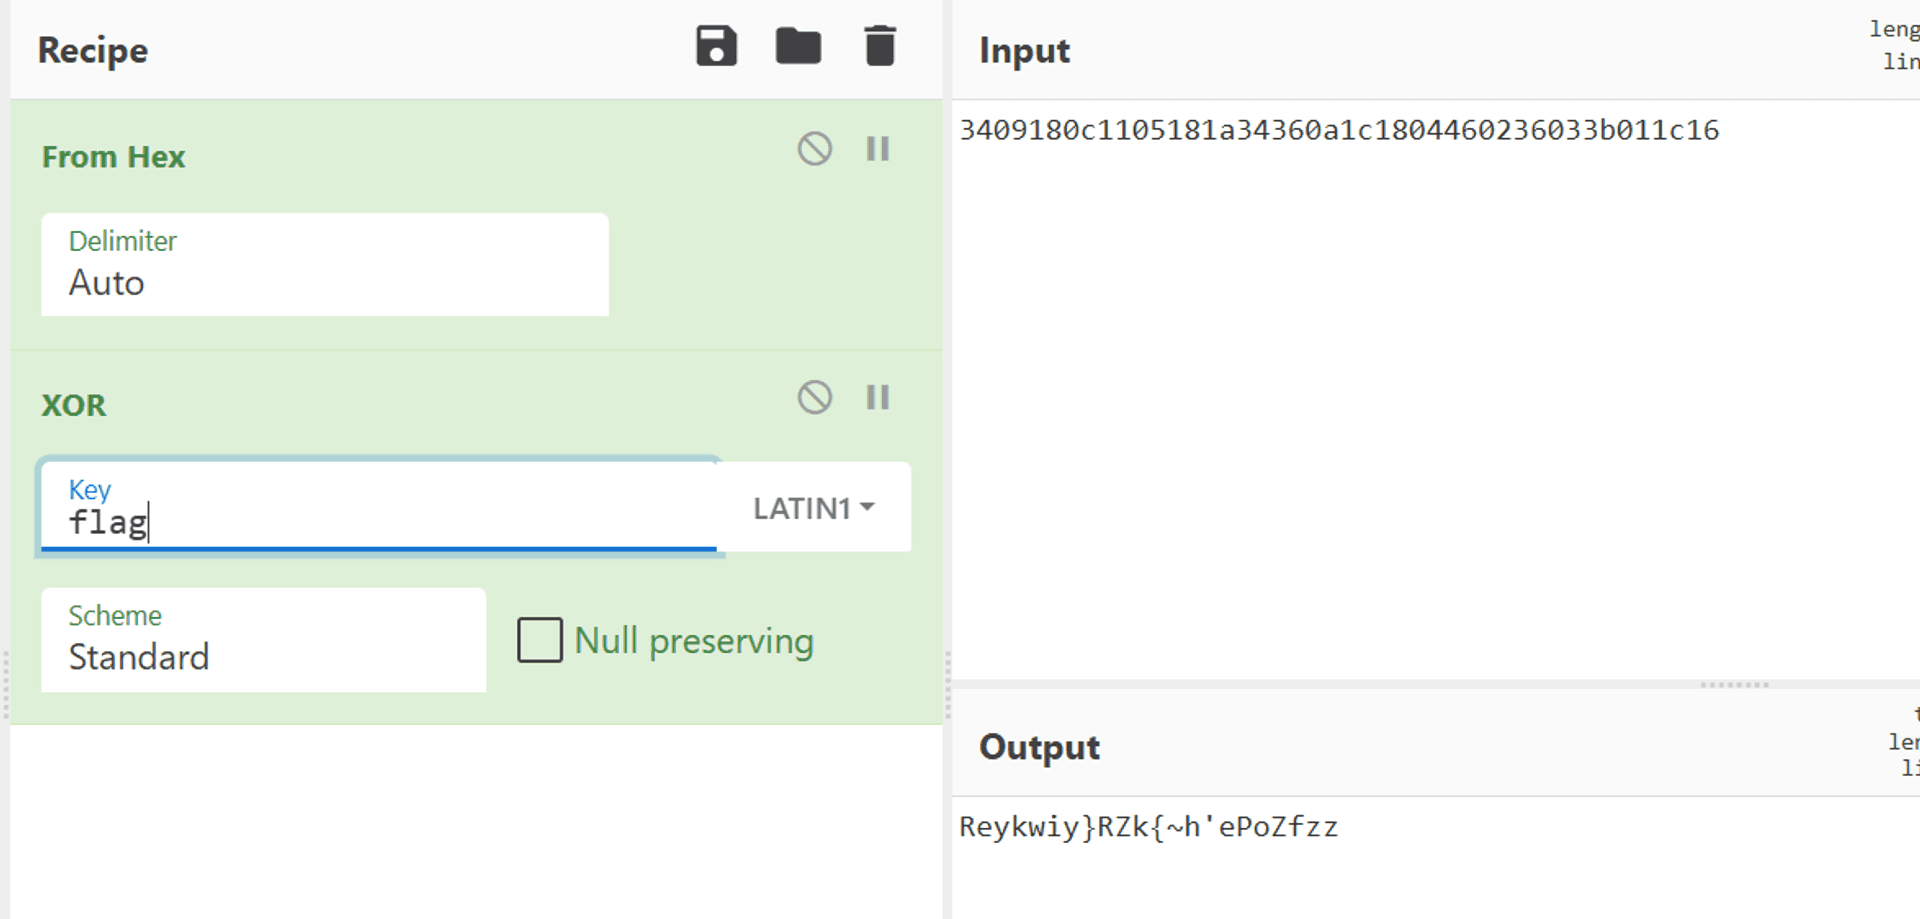 Recipe
From Hex
Delimiter
Auto
XOR
Key
flag
LATIN1
Scheme
Standard
Null preserving
Input
leng
lin
3409180c1105181a34360a1c1804460236033b011c16
Output
t
ler
li
Reykwiy}RZk{~h'ePoZfzz